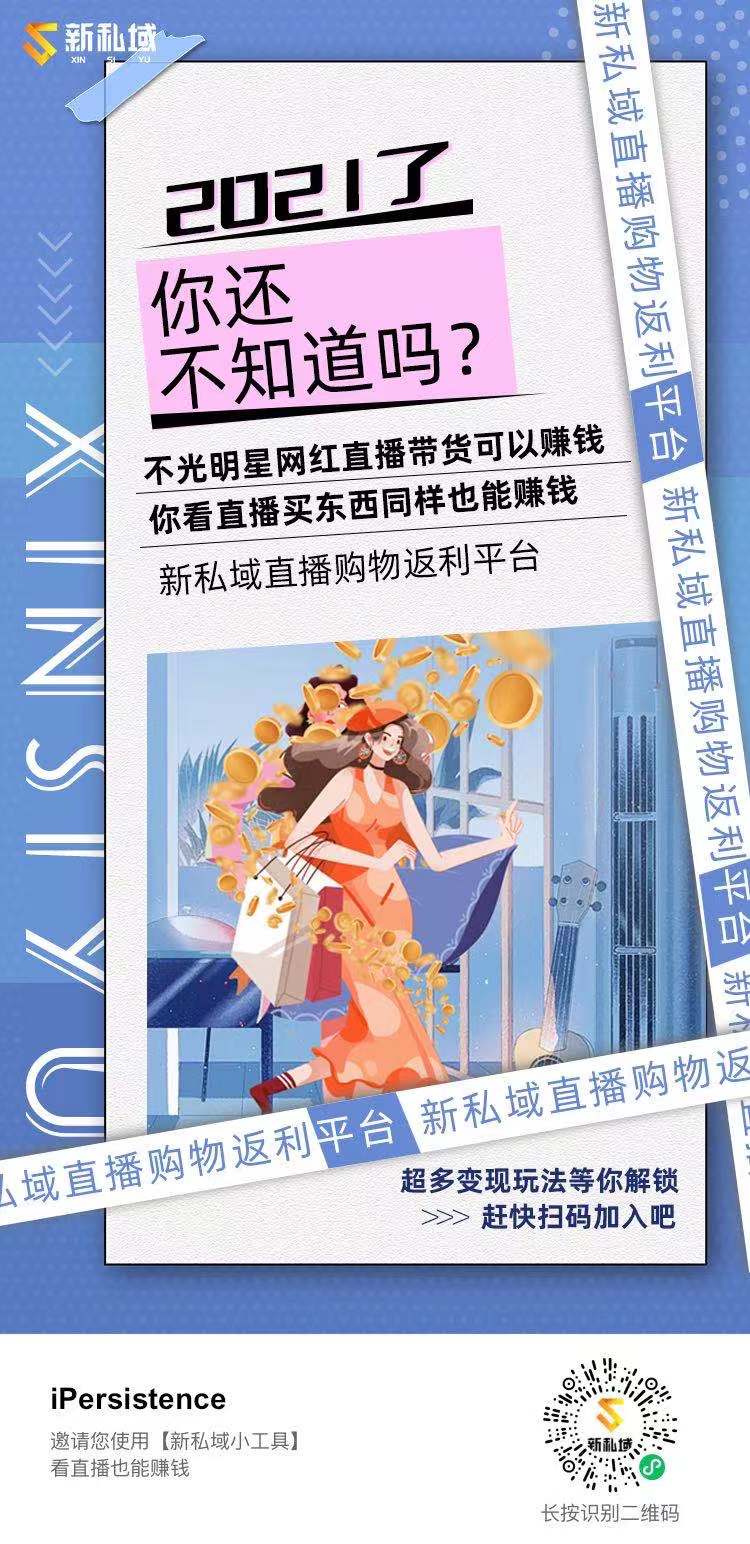 新私域
XIN SI YU
2021了
你还
不知道吗?
不光明星网红直播带货可以赚钱
你看直播买东西同样也能赚钱
新私域直播购物返利平台
XINSIYU
新私域直播购物返利平台
新私域直播购物返利平台
新私
私域直播购物返利平台
新私域直播购物返
超多变现玩法等你解锁
>>> 赶快扫码加入吧
iPersistence
邀请您使用【新私域小工具】
看直播也能赚钱
新私域
长按识别二维码